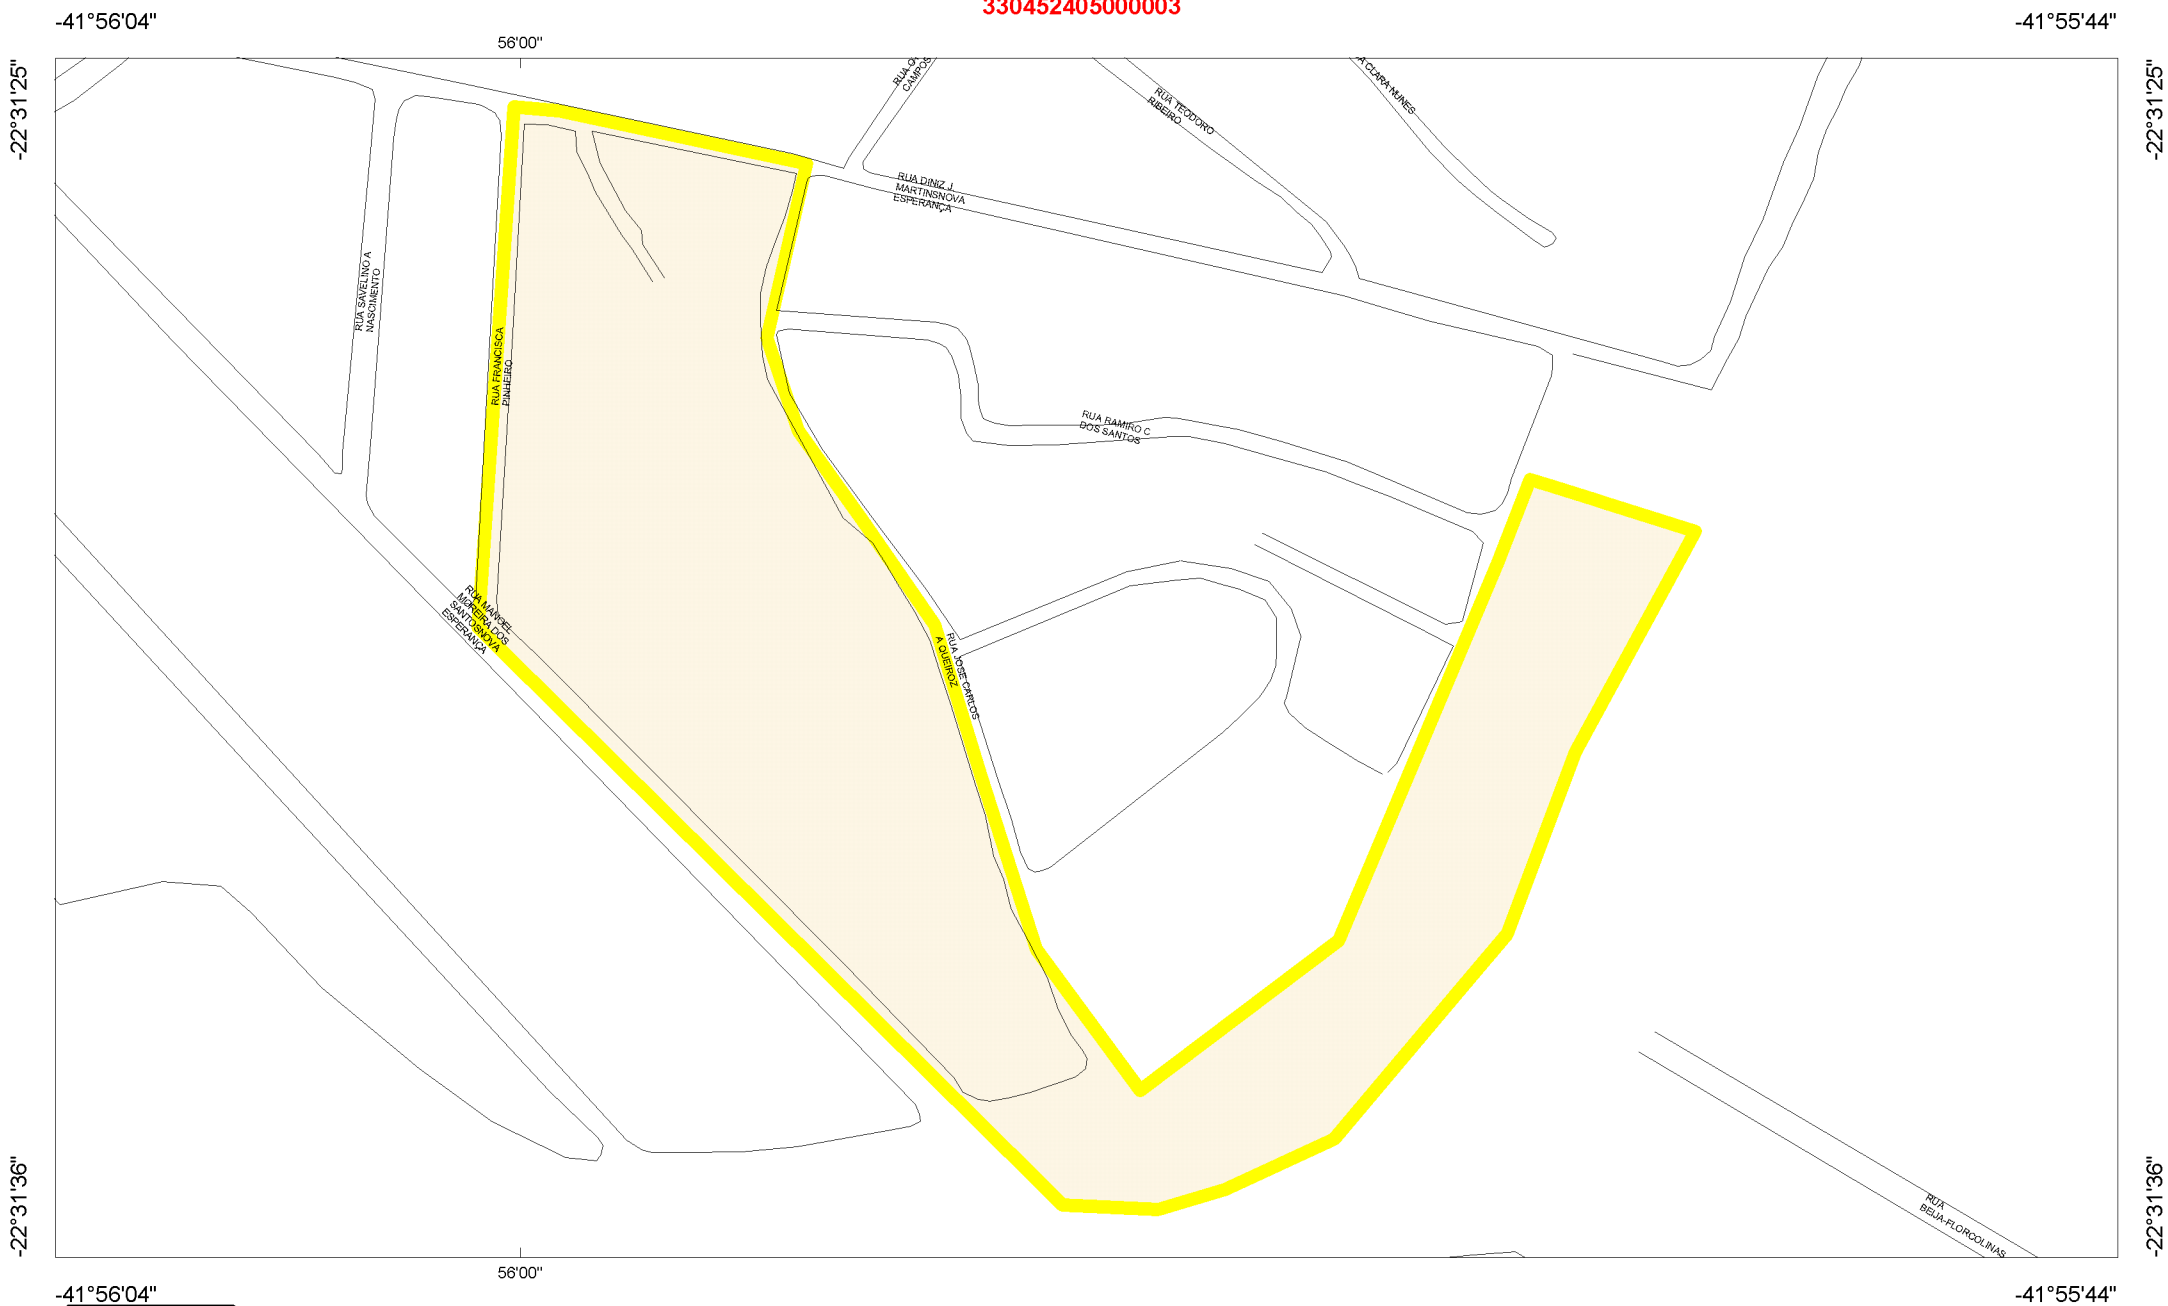 330452405000003
-41°56'04"
-41°55'44"
56'00"
-22°31'25"
-22°31'25"
CAMPOS
A CLARA NUNES
RUA TEODORO
RIBEIRO
RUA DINIZ J
MARTINSNOVA
ESPERANÇA
RUA SAVELINO A
NASCIMENTO
RUA FRANCISCA
PINHEIRO
RUA RAMIRO C
DOS SANTOS
RUA MANOEL
MOREIRA DOS
SANTOSNOVA
ESPERANÇA
RUA JOSE CARLOS
A QUEIROZ
-22°31'36"
-22°31'36"
RUA
BEIJA-FLORCOLINAS
56'00"
-41°56'04"
-41°55'44"